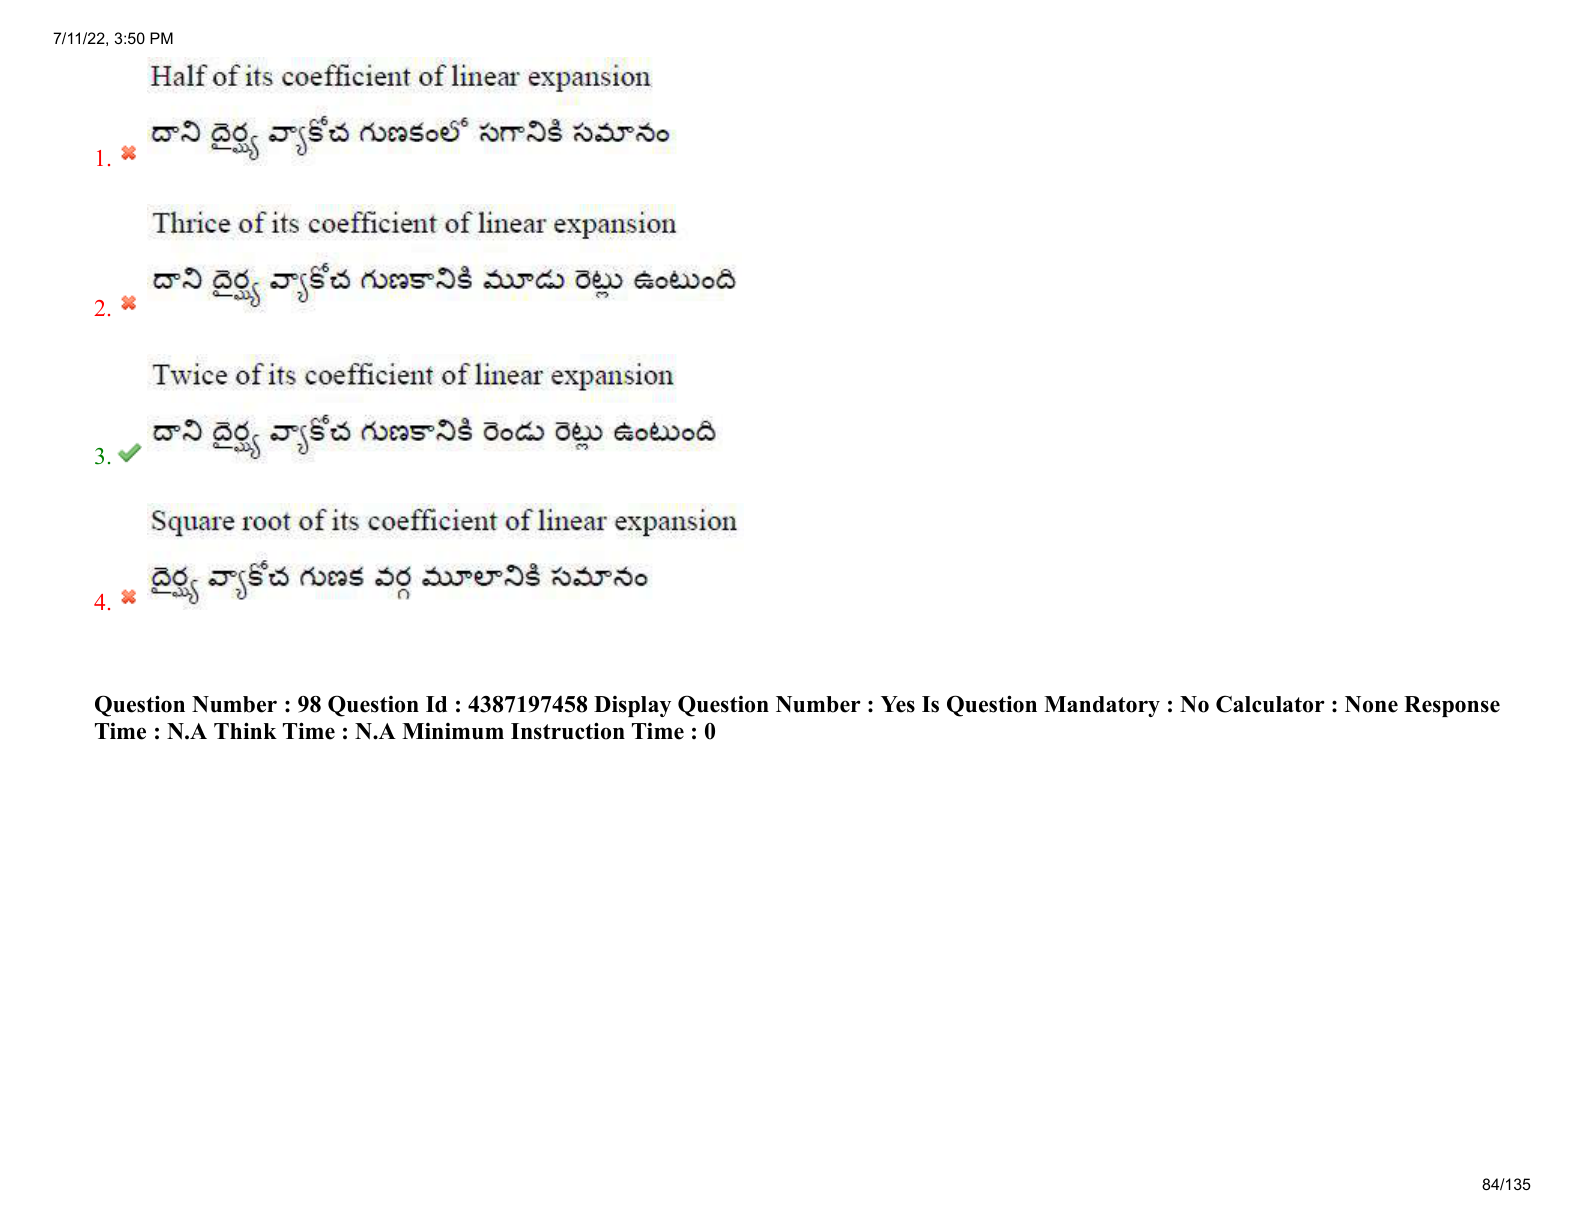 7/11/22, 3:50 PM
Half of its coefficient of linear expansion
దాని దైర్ఘ్య వ్యాకోచ గుణకంలో సగానికి సమానం
1.
Thrice of its coefficient of linear expansion
దాని దైర్ఘ్య వ్యాకోచ గుణకానికి మూడు రెట్లు ఉంటుంది
2.
Twice of its coefficient of linear expansion
దాని దైర్ఘ్య వ్యాకోచ గుణకానికి రెండు రెట్లు ఉంటుంది
3.
Square root of its coefficient of linear expansion
దైర్ఘ్య వ్యాకోచ గుణక వర్గ మూలానికి సమానం
4.
Question Number : 98 Question Id : 4387197458 Display Question Number : Yes Is Question Mandatory : No Calculator : None Response
Time : N.A Think Time : N.A Minimum Instruction Time : 0
84/135